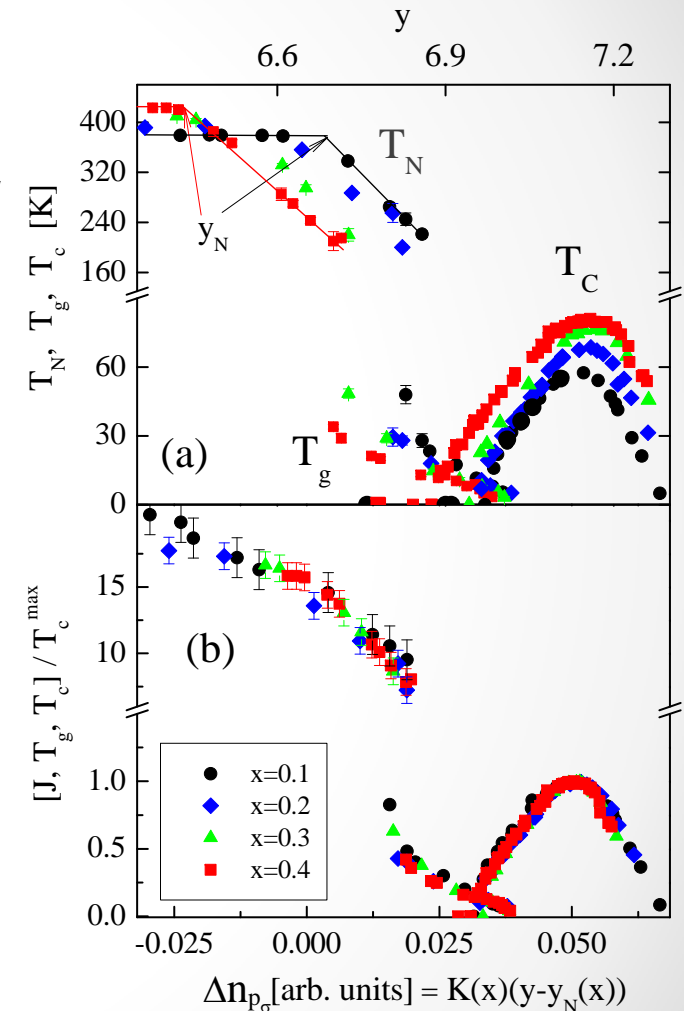 y
6.6 6.9 7.2
400
320
240
160
60
0
T_N, T_g, T_c [K]
T_N
y_N
T_C
T_g
(a)
15
10
1.0
0.5
0.0
[J, T_g, T_c] / T_c^max
(b)
x=0.1
x=0.2
x=0.3
x=0.4
-0.025 0.000 0.025 0.050
Δn_pσ[arb. units] = K(x)(y-y_N(x))